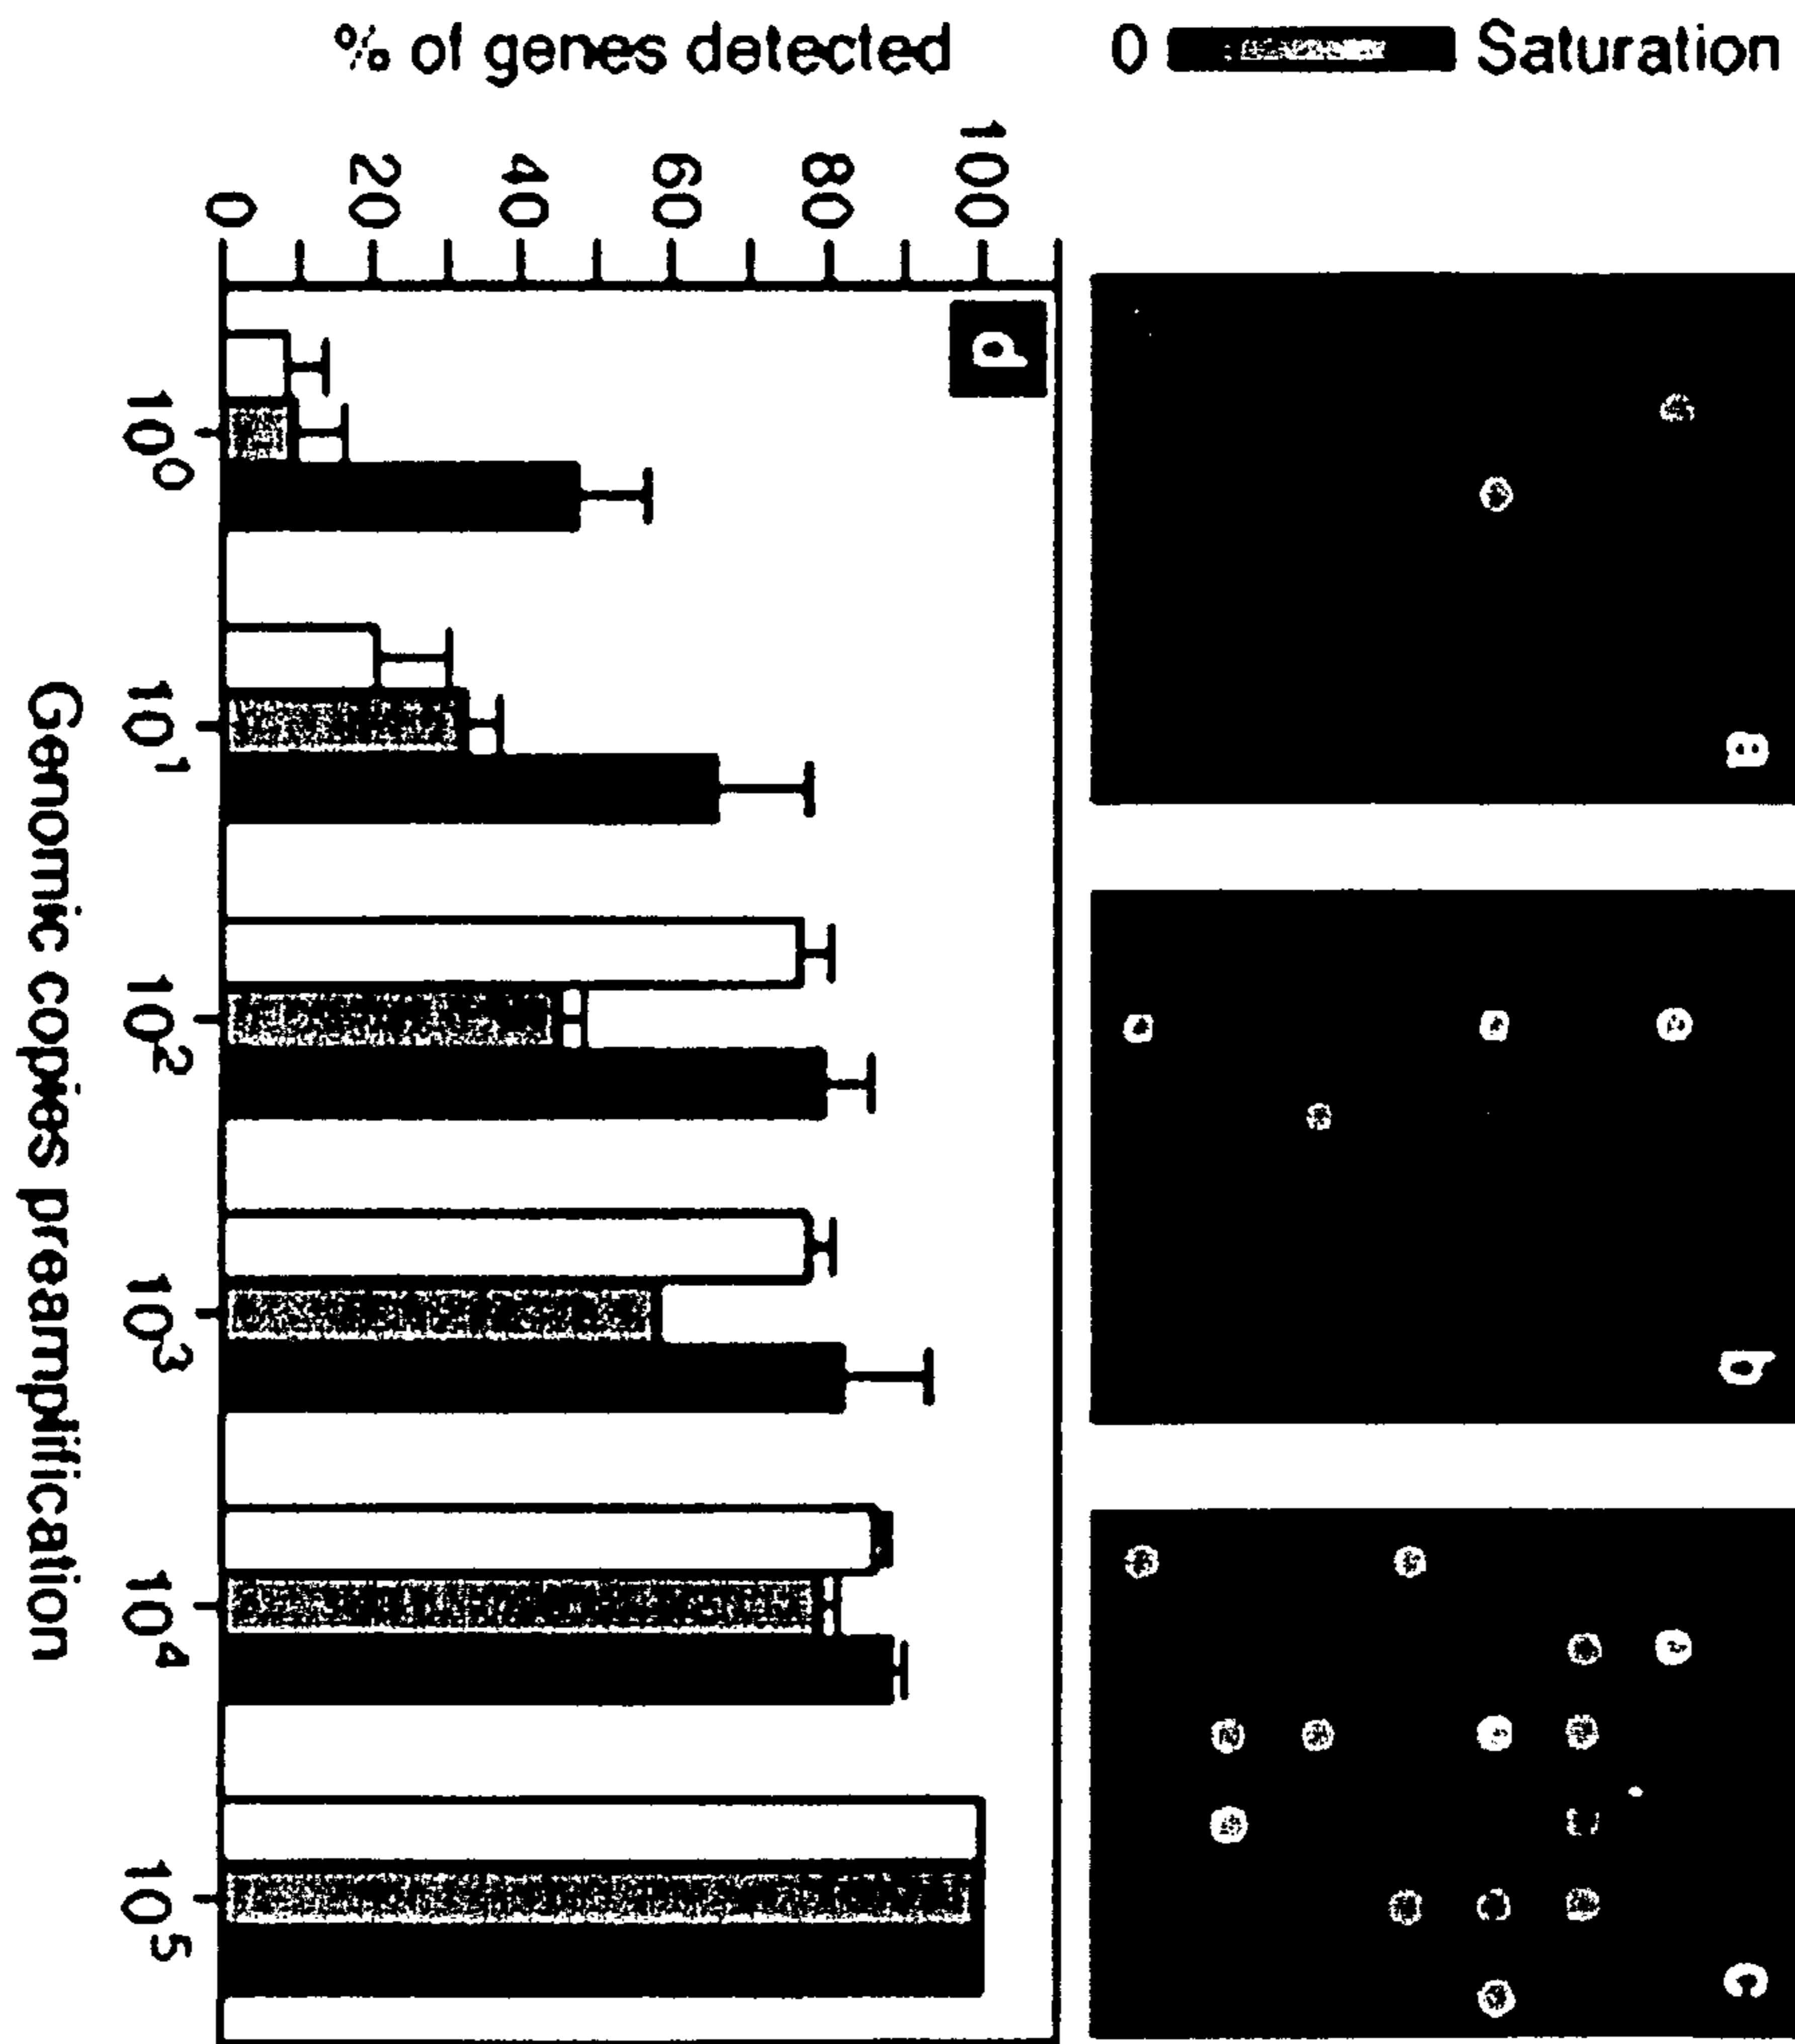 0 Saturation
a
b
c
d
% of genes detected
100
80
60
40
20
0
10⁰ 10¹ 10² 10³ 10⁴ 10⁵
Genomic copies preamplification